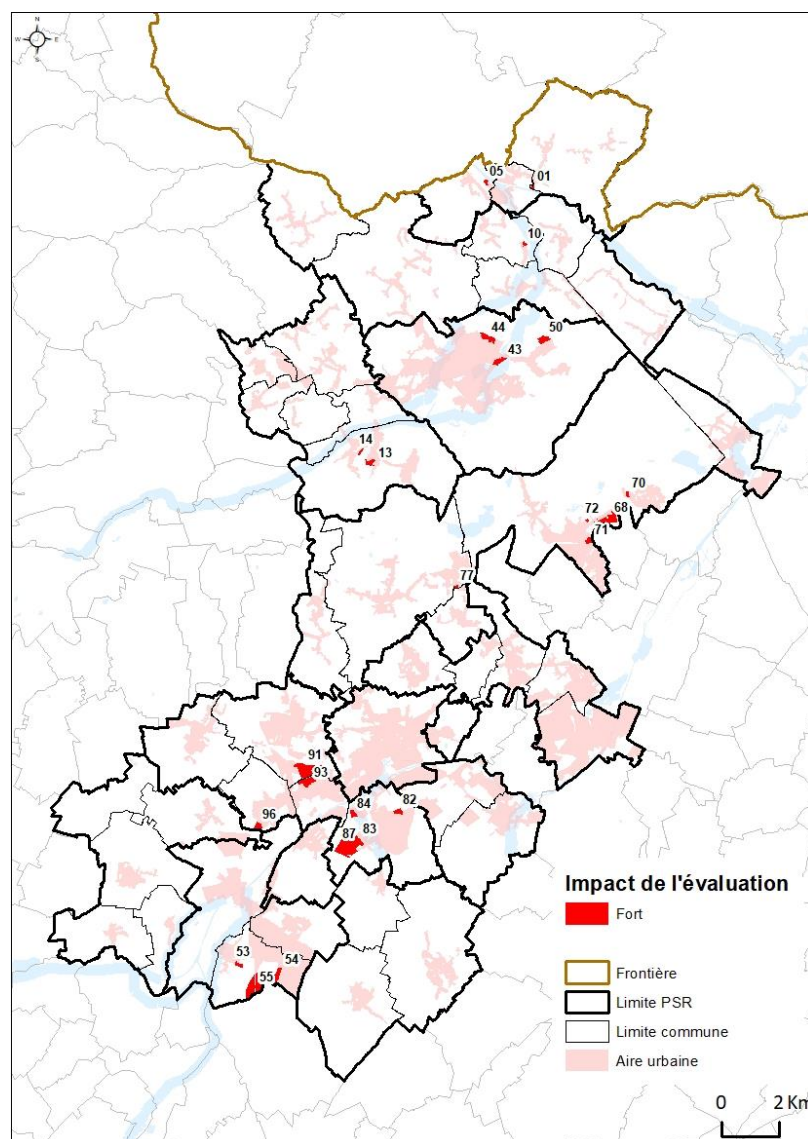 N
W E
S
05 01
10
44 50
43
14
13
70
72 68
71
77
91
93
84 82
96
87 83
53 54
55
Impact de l'évaluation
Fort
Frontière
Limite PSR
Limite commune
Aire urbaine
0 2 Km